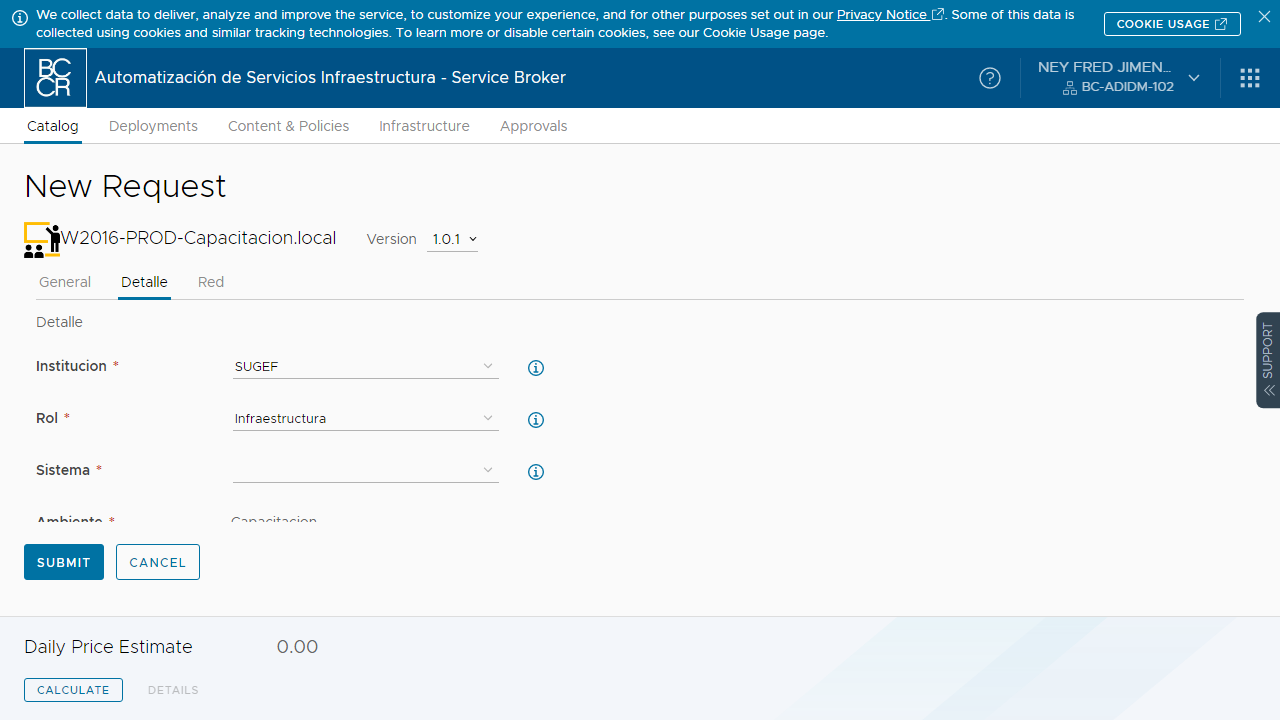 We collect data to deliver, analyze and improve the service, to customize your experience, and for other purposes set out in our Privacy Notice. Some of this data is
collected using cookies and similar tracking technologies. To learn more or disable certain cookies, see our Cookie Usage page.
COOKIE USAGE
BC
CR
Automatización de Servicios Infraestructura - Service Broker
NEY FRED JIMEN...
BC-ADIDM-102
Catalog
Deployments
Content & Policies
Infrastructure
Approvals
New Request
W2016-PROD-Capacitacion.local
Version
1.0.1
General
Detalle
Red
Detalle
Institucion *
SUGEF
Rol *
Infraestructura
Sistema *
Ambiente *
Capacitacion
SUBMIT
CANCEL
SUPPORT
Daily Price Estimate
0.00
CALCULATE
DETAILS